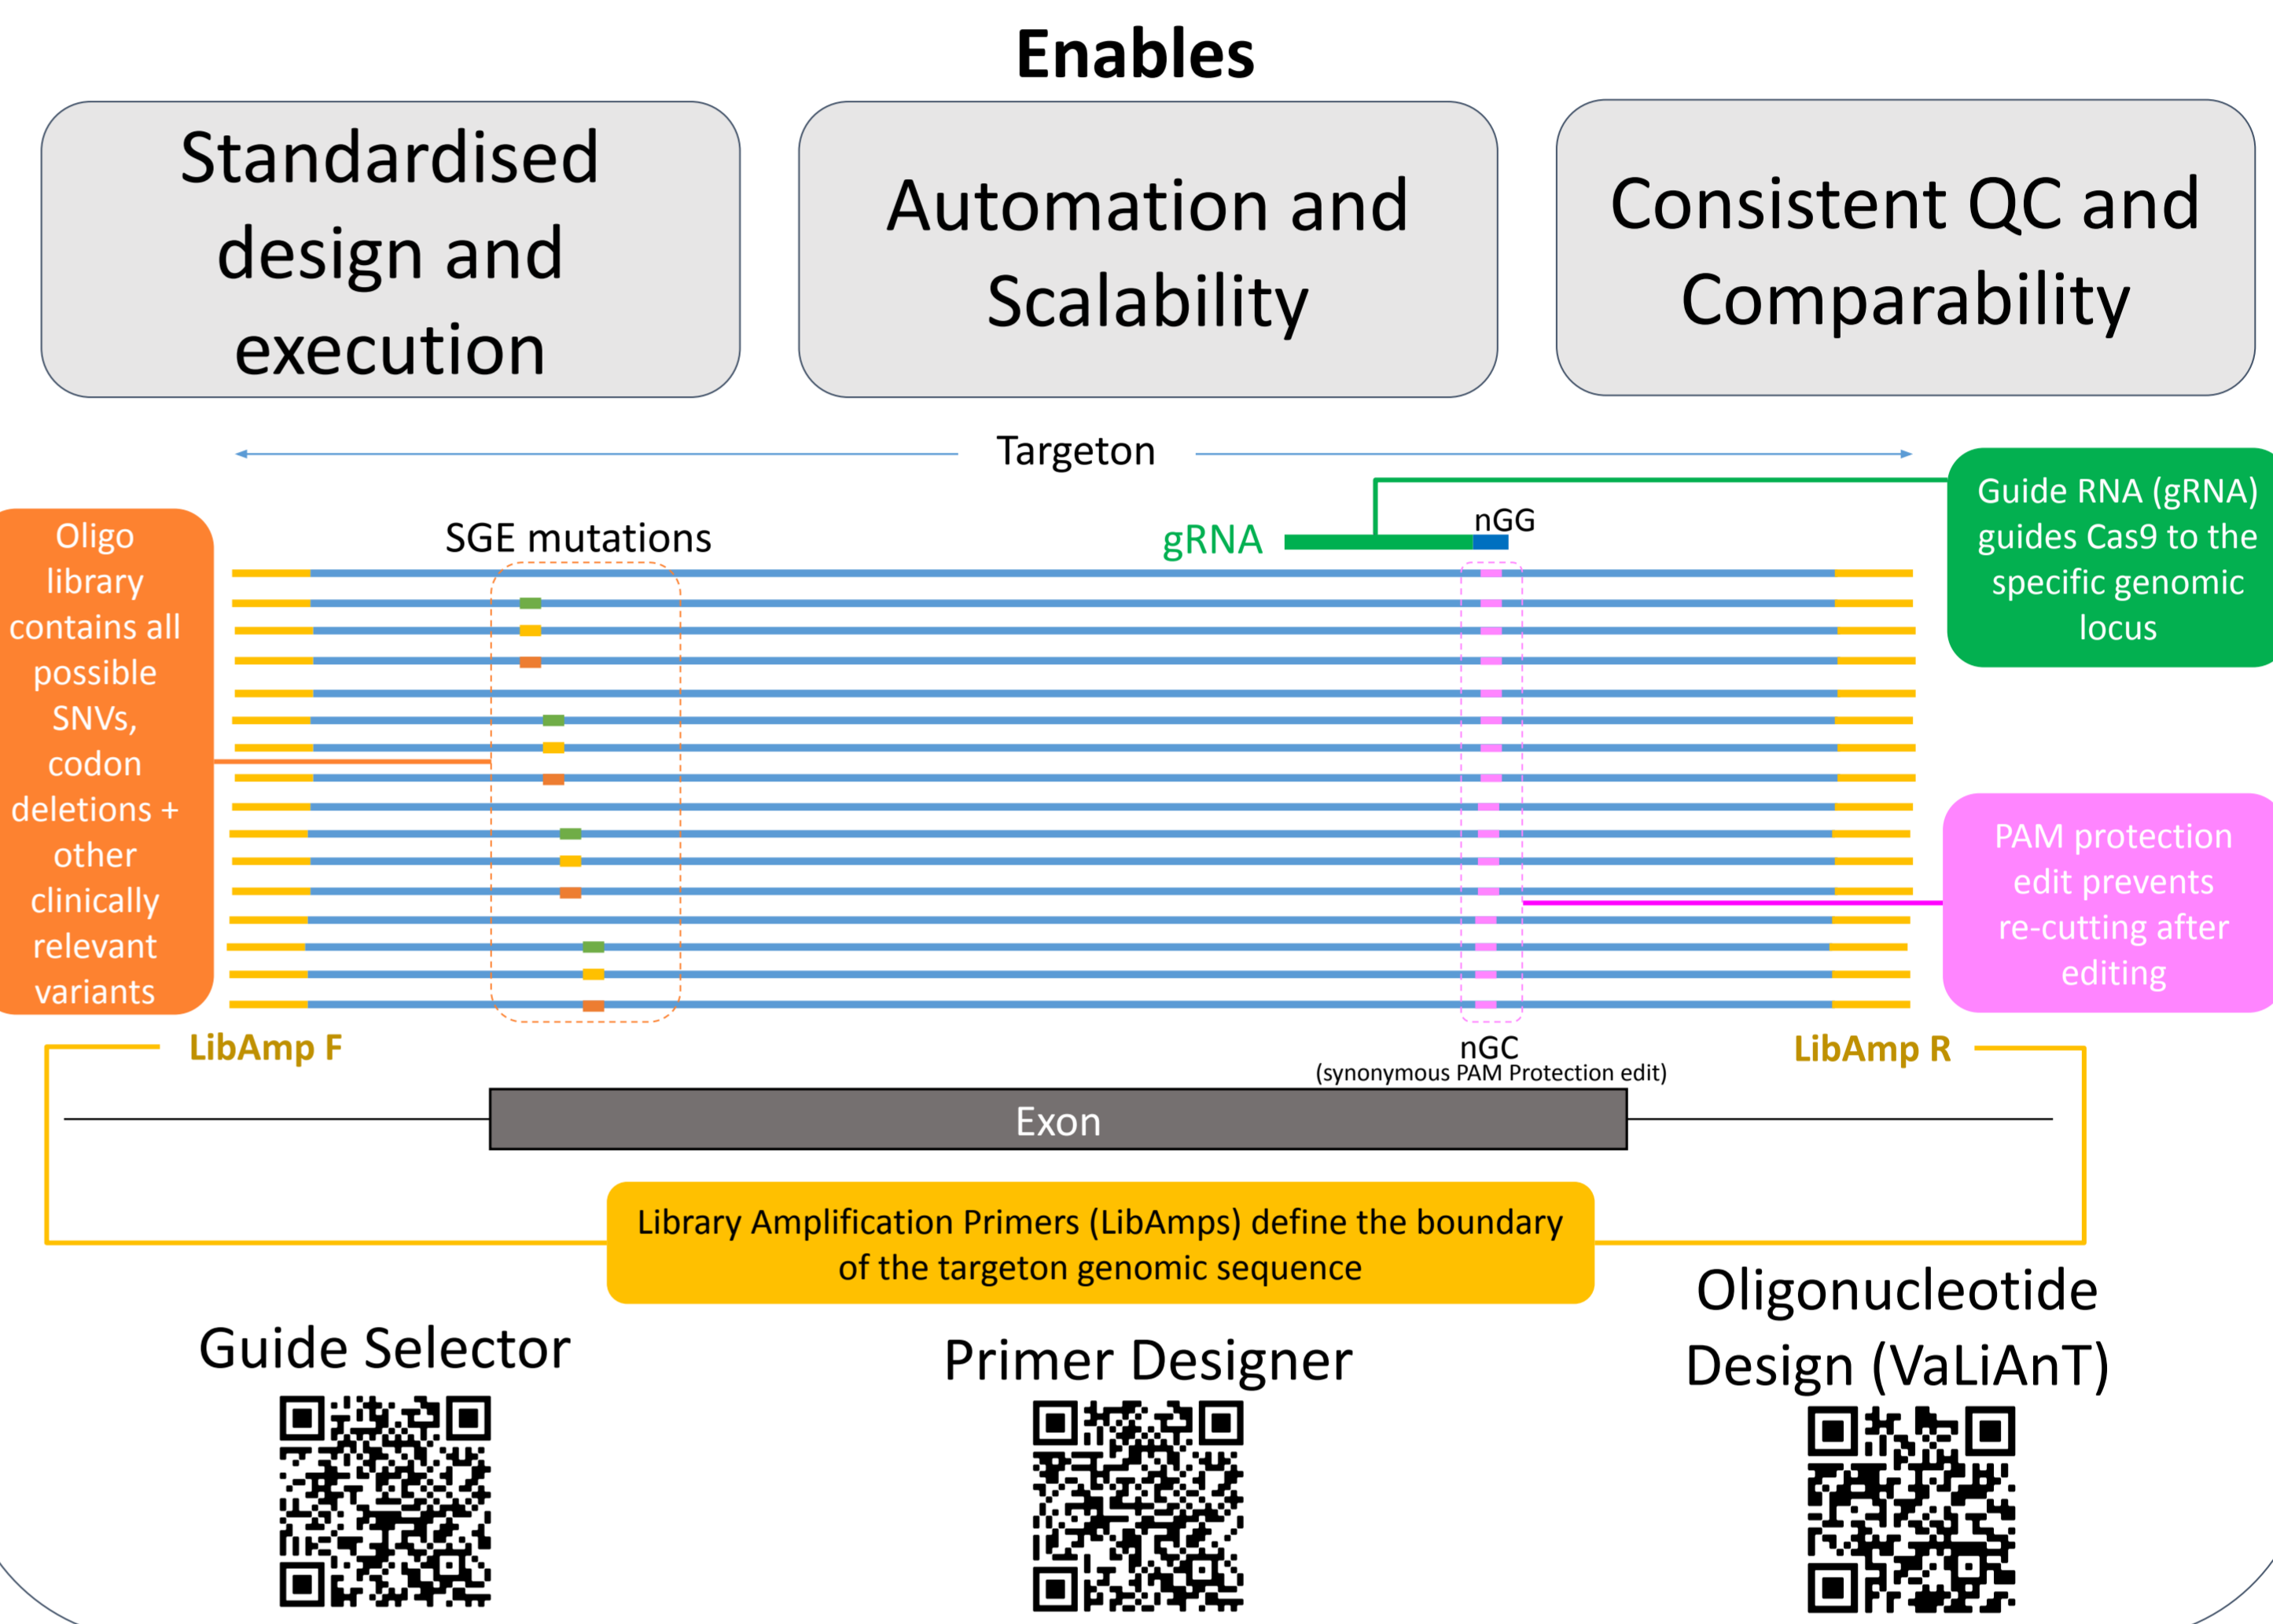 Enables
Standardised
design and
execution
Automation and
Scalability
Consistent QC and
Comparability
Targeton
Oligo
library
contains all
possible
SNVs,
codon
deletions +
other
clinically
relevant
variants
SGE mutations
gRNA
nGG
Guide RNA (gRNA)
guides Cas9 to the
specific genomic
locus
PAM protection
edit prevents
re-cutting after
editing
LibAmp F
nGC
(synonymous PAM Protection edit)
LibAmp R
Exon
Library Amplification Primers (LibAmps) define the boundary
of the targeton genomic sequence
Guide Selector
Primer Designer
Oligonucleotide
Design (VaLiAnT)